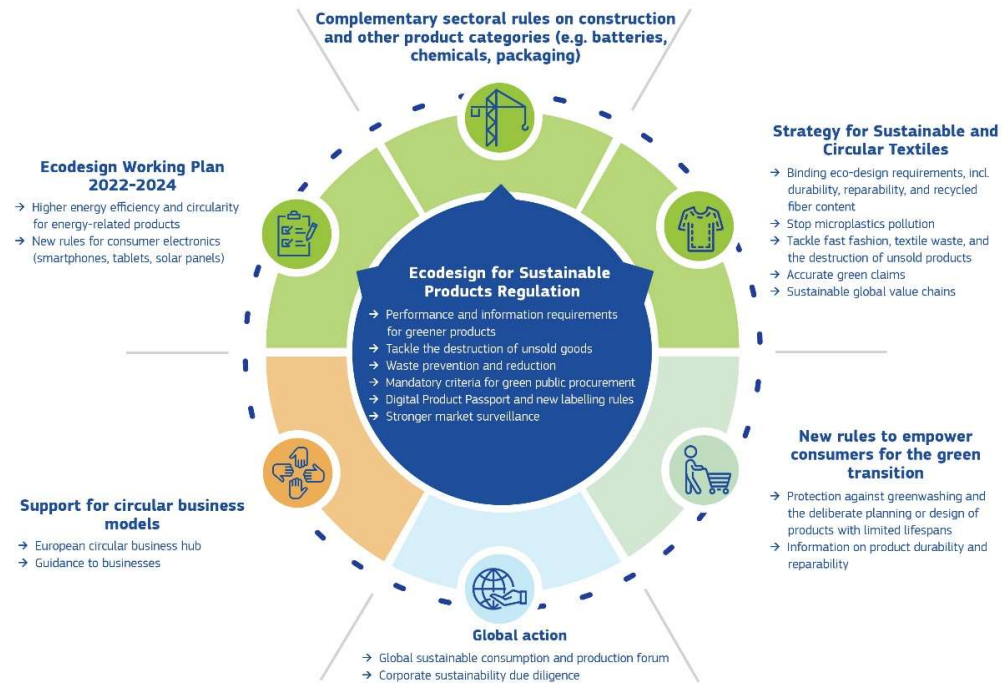 Complementary sectoral rules on construction
and other product categories (e.g. batteries,
chemicals, packaging)
Ecodesign Working Plan
2022-2024
→ Higher energy efficiency and circularity
for energy-related products
→ New rules for consumer electronics
(smartphones, tablets, solar panels)
Strategy for Sustainable and
Circular Textiles
→ Binding eco-design requirements, incl.
durability, reparability, and recycled
fiber content
→ Stop microplastics pollution
→ Tackle fast fashion, textile waste, and
the destruction of unsold products
→ Accurate green claims
→ Sustainable global value chains
Ecodesign for Sustainable
Products Regulation
→ Performance and information requirements
for greener products
→ Tackle the destruction of unsold goods
→ Waste prevention and reduction
→ Mandatory criteria for green public procurement
→ Digital Product Passport and new labelling rules
→ Stronger market surveillance
New rules to empower
consumers for the green
transition
→ Protection against greenwashing and
the deliberate planning or design of
products with limited lifespans
→ Information on product durability and
reparability
Support for circular business
models
→ European circular business hub
→ Guidance to businesses
Global action
→ Global sustainable consumption and production forum
→ Corporate sustainability due diligence